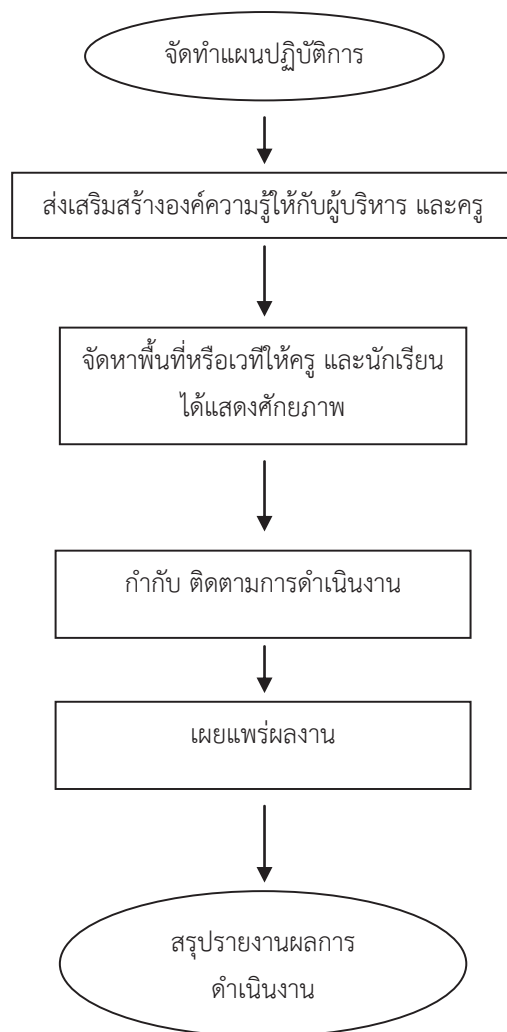 จัดทำแผนปฏิบัติการ
ส่งเสริมสร้างองค์ความรู้ให้กับผู้บริหาร และครู
จัดหาพื้นที่หรือเวทีให้ครู และนักเรียน
ได้แสดงศักยภาพ
กำกับ ติดตามการดำเนินงาน
เผยแพร่ผลงาน
สรุปรายงานผลการ
ดำเนินงาน